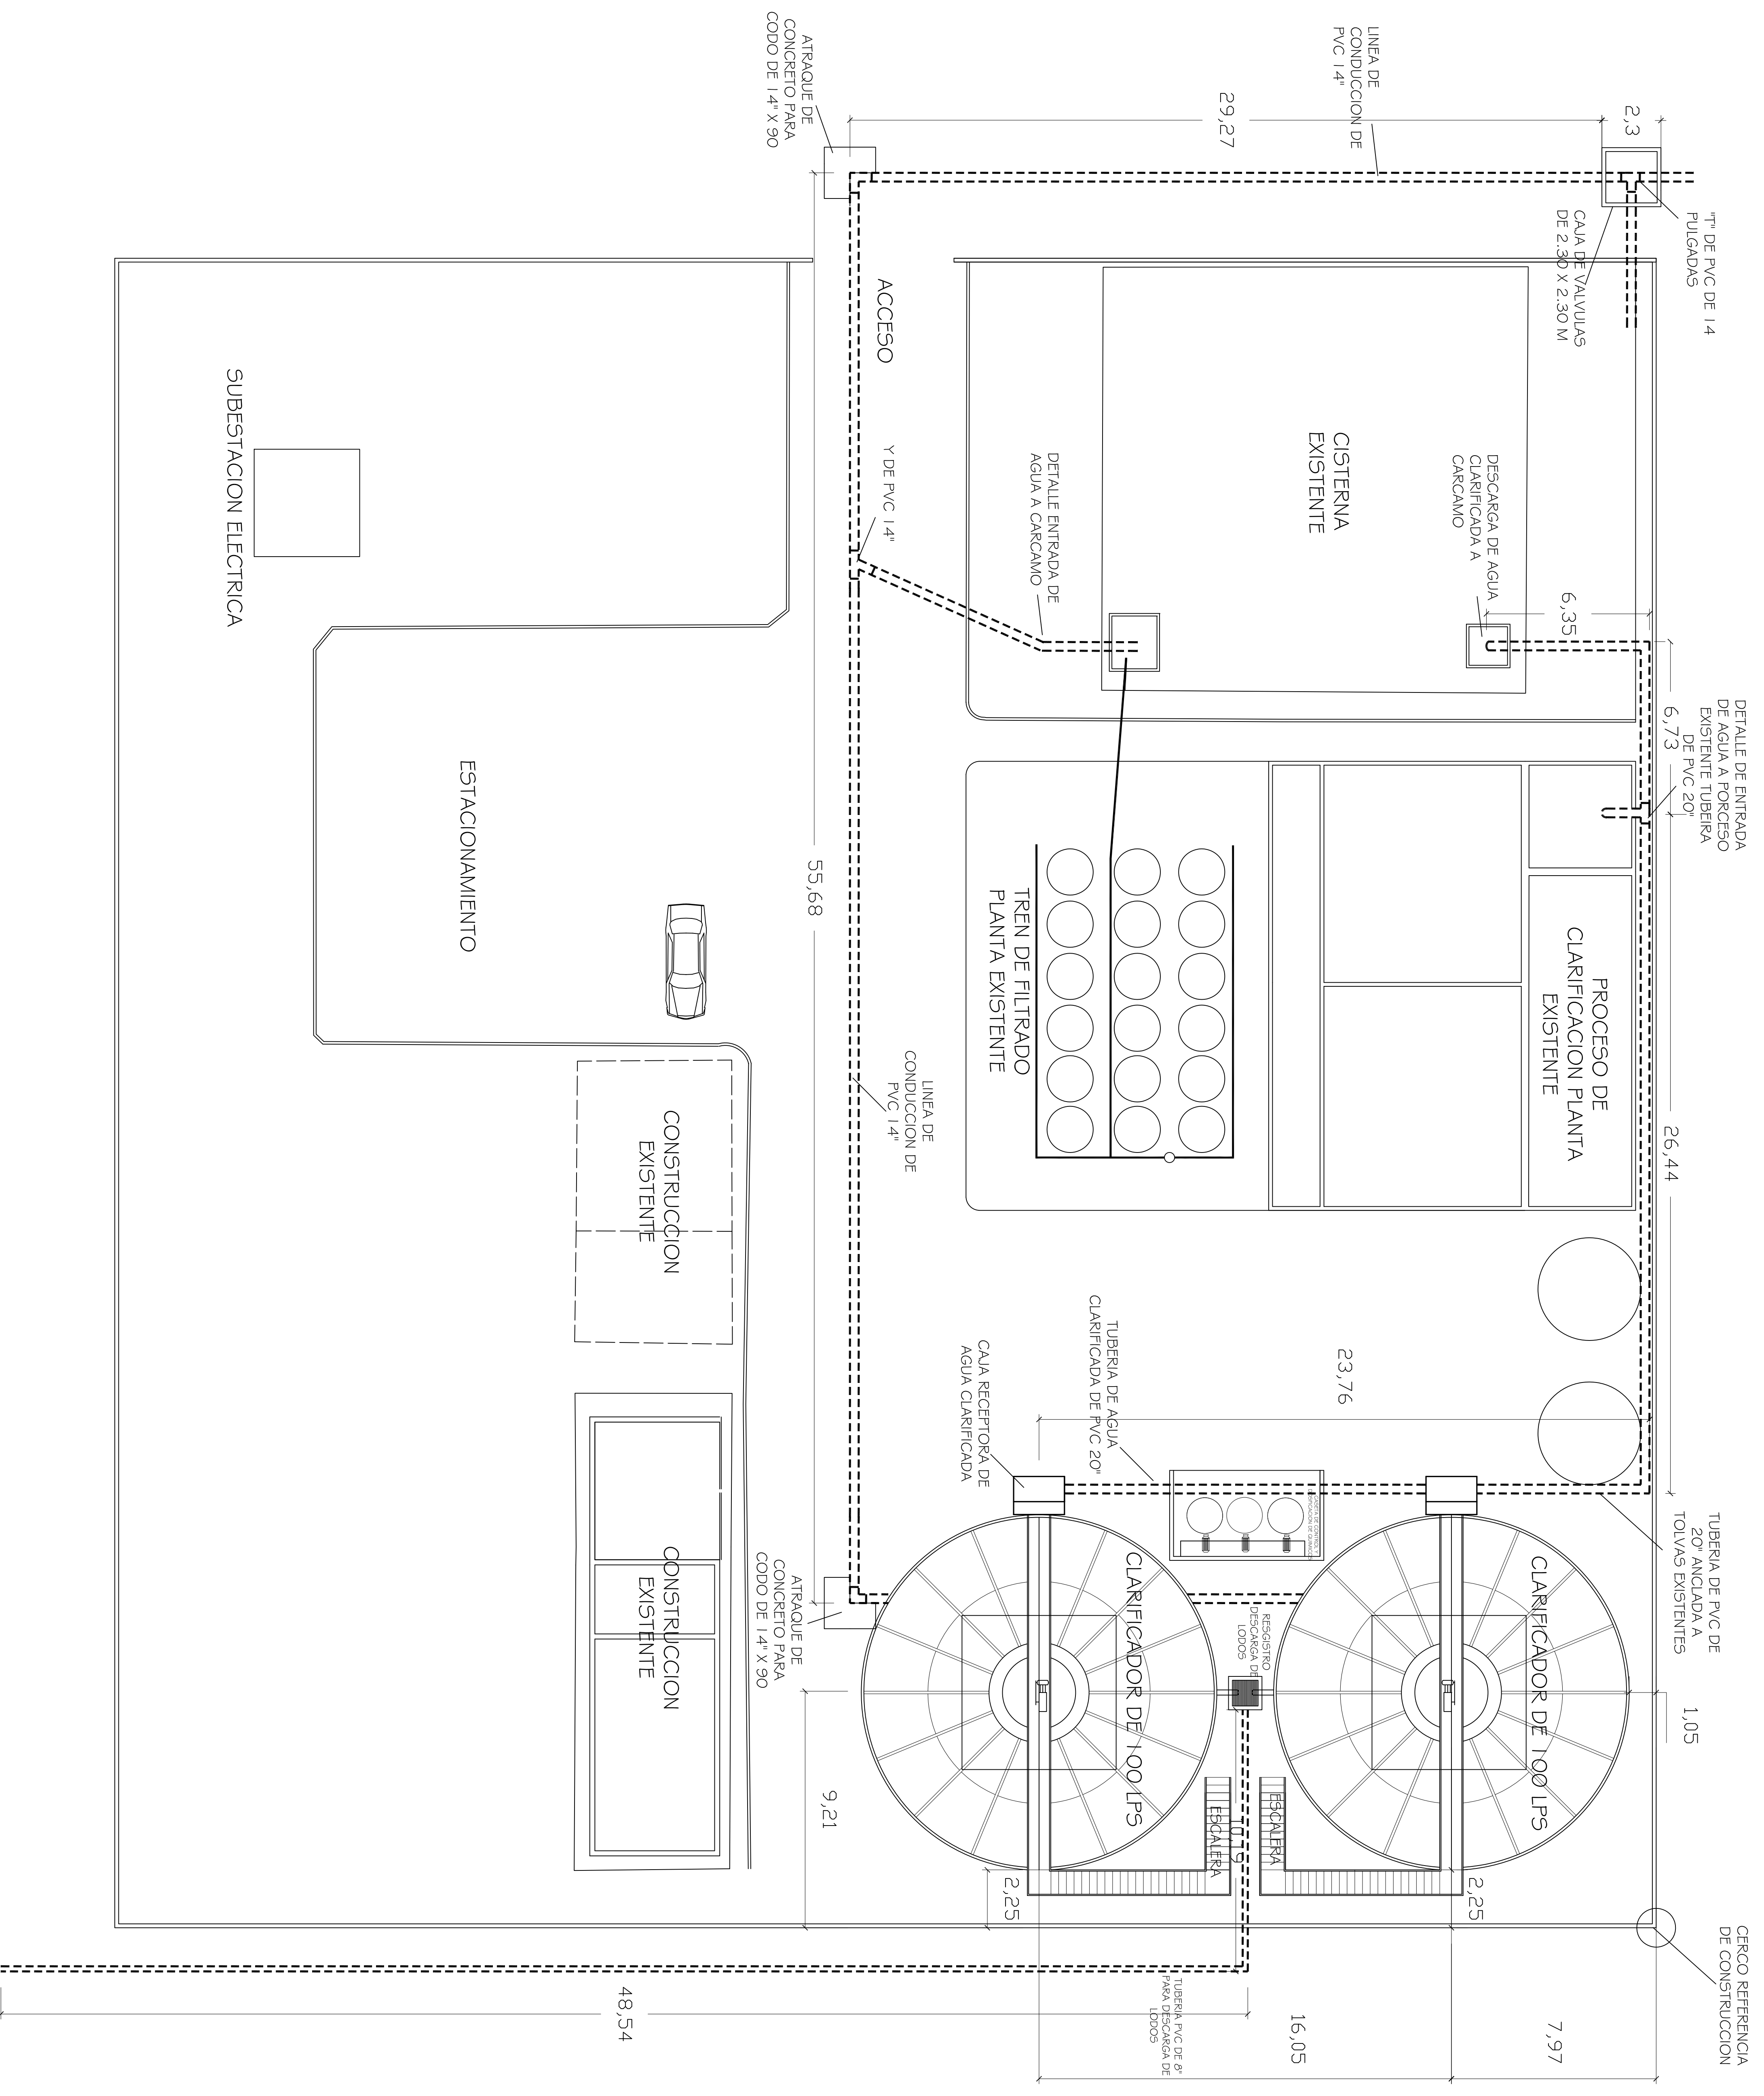 LINEA DE
CONDUCCION DE
PVC 14"
ATRAQUE DE
CONCRETO PARA
CODO DE 14" X 90
29,27
2,3
"T" DE PVC DE 14
PULGADAS
CAJA DE VALVULAS
DE 2.30 X 2.30 M
ACCESO
SUBESTACION ELECTRICA
CISTERNA
EXISTENTE
DESCARGA DE AGUA
CLARIFICADA A
CARCAMO
6,35
Y DE PVC 14"
DETALLE ENTRADA DE
AGUA A CARCAMO
DETALLE DE ENTRADA
DE AGUA A PORCESO
EXISTENTE TUBEIRA
DE PVC 20"
6,73
ESTACIONAMIENTO
55,68
TREN DE FILTRADO
PLANTA EXISTENTE
PROCESO DE
CLARIFICACION PLANTA
EXISTENTE
26,44
LINEA DE
CONDUCCION DE
PVC 14"
CONSTRUCCION
EXISTENTE
CAJA RECEPTORA DE
AGUA CLARIFICADA
TUBERIA DE AGUA
CLARIFICADA DE PVC 20"
23,76
TUBERIA DE PVC DE
20" ANCLADA A
TOLVAS EXISTENTES
CASETA DE CONTROL Y
DOSIFICACION DE QUIMICOS
CONSTRUCCION
EXISTENTE
ATRAQUE DE
CONCRETO PARA
CODO DE 14" X 90
CLARIFICADOR DE 100 LPS
RESGISTRO
DESCARGA DE
LODOS
CLARIFICADOR DE 100 LPS
1,05
9,21
ESCALERA
ESCALERA
2,25
2,25
CERCO REFERENCIA
DE CONSTRUCCION
TUBERIA PVC DE 8"
PARA DESCARGA DE
LODOS
48,54
16,05
7,97